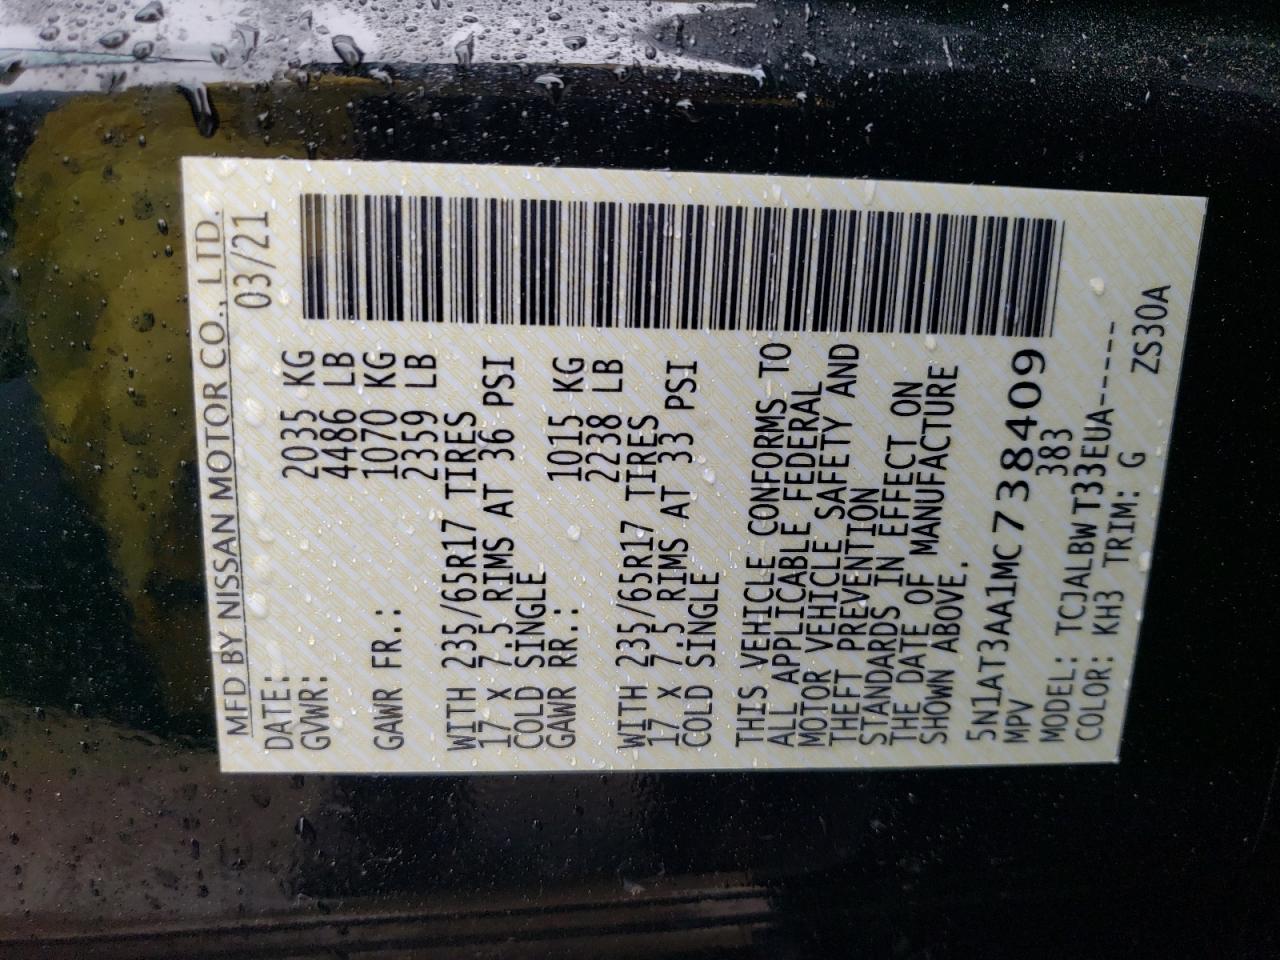 MFD BY NISSAN MOTOR CO., LTD.
DATE: 03/21
GVWR: 2035 KG
4486 LB
GAWR FR.: 1070 KG
2359 LB
WITH 235/65R17 TIRES
17 X 7.5 RIMS AT 36 PSI
COLD SINGLE
GAWR RR.: 1015 KG
2238 LB
WITH 235/65R17 TIRES
17 X 7.5 RIMS AT 33 PSI
COLD SINGLE
THIS VEHICLE CONFORMS TO
ALL APPLICABLE FEDERAL
MOTOR VEHICLE SAFETY AND
THEFT PREVENTION
STANDARDS IN EFFECT ON
THE DATE OF MANUFACTURE
SHOWN ABOVE.
5N1AT3AA1MC738409
MPV 383
MODEL: TCJALBWT33EUA-----
COLOR: KH3 TRIM: G
ZS30A